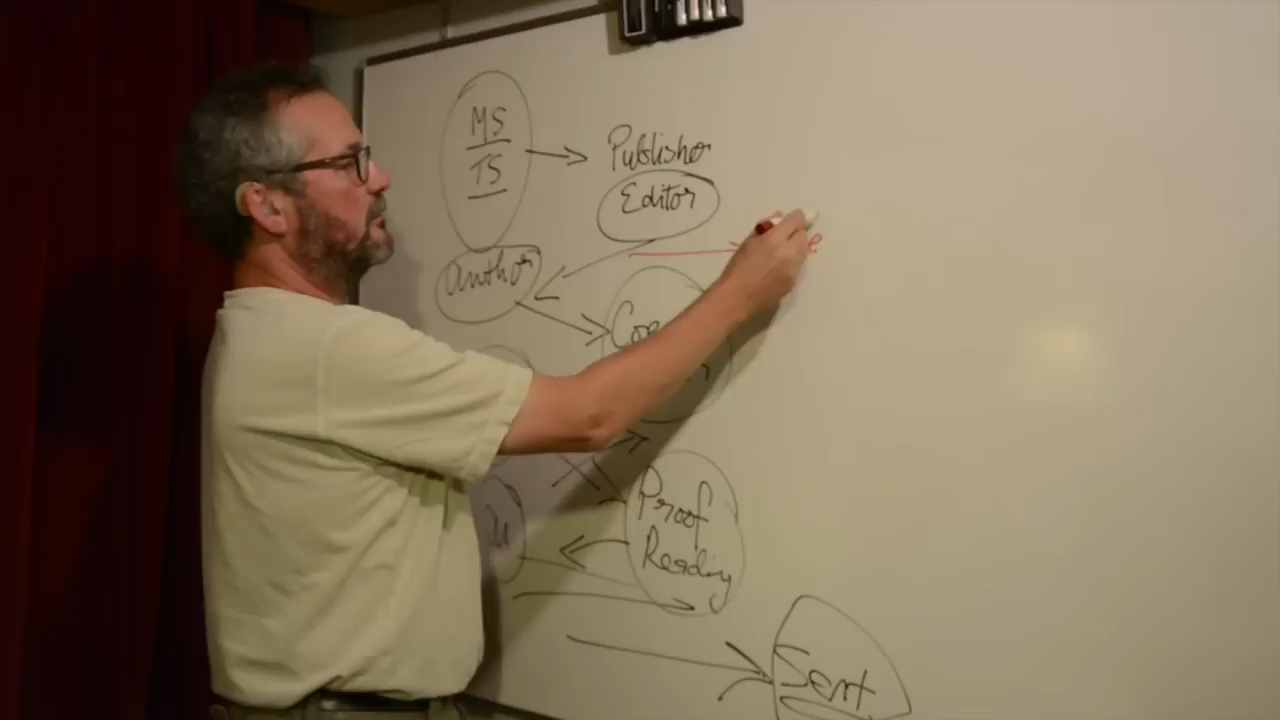 MS
TS
Publisher
Editor
author
Proof
Reading
Sent